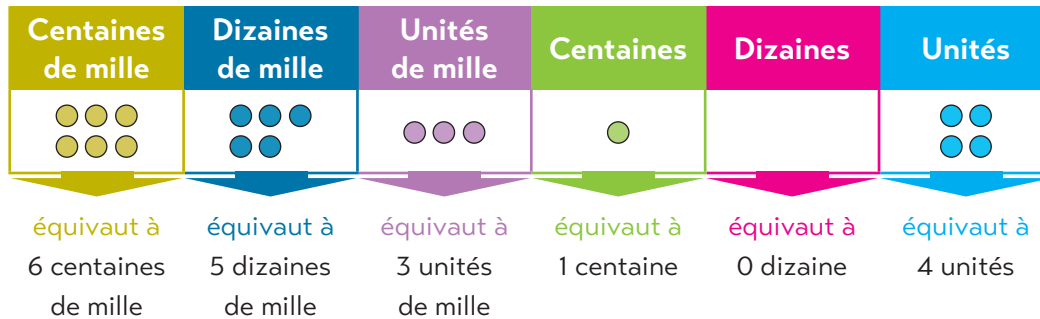 Centaines
de mille
Dizaines
de mille
Unités
de mille
Centaines
Dizaines
Unités
équivaut à
6 centaines
de mille
équivaut à
5 dizaines
de mille
équivaut à
3 unités
de mille
équivaut à
1 centaine
équivaut à
0 dizaine
équivaut à
4 unités